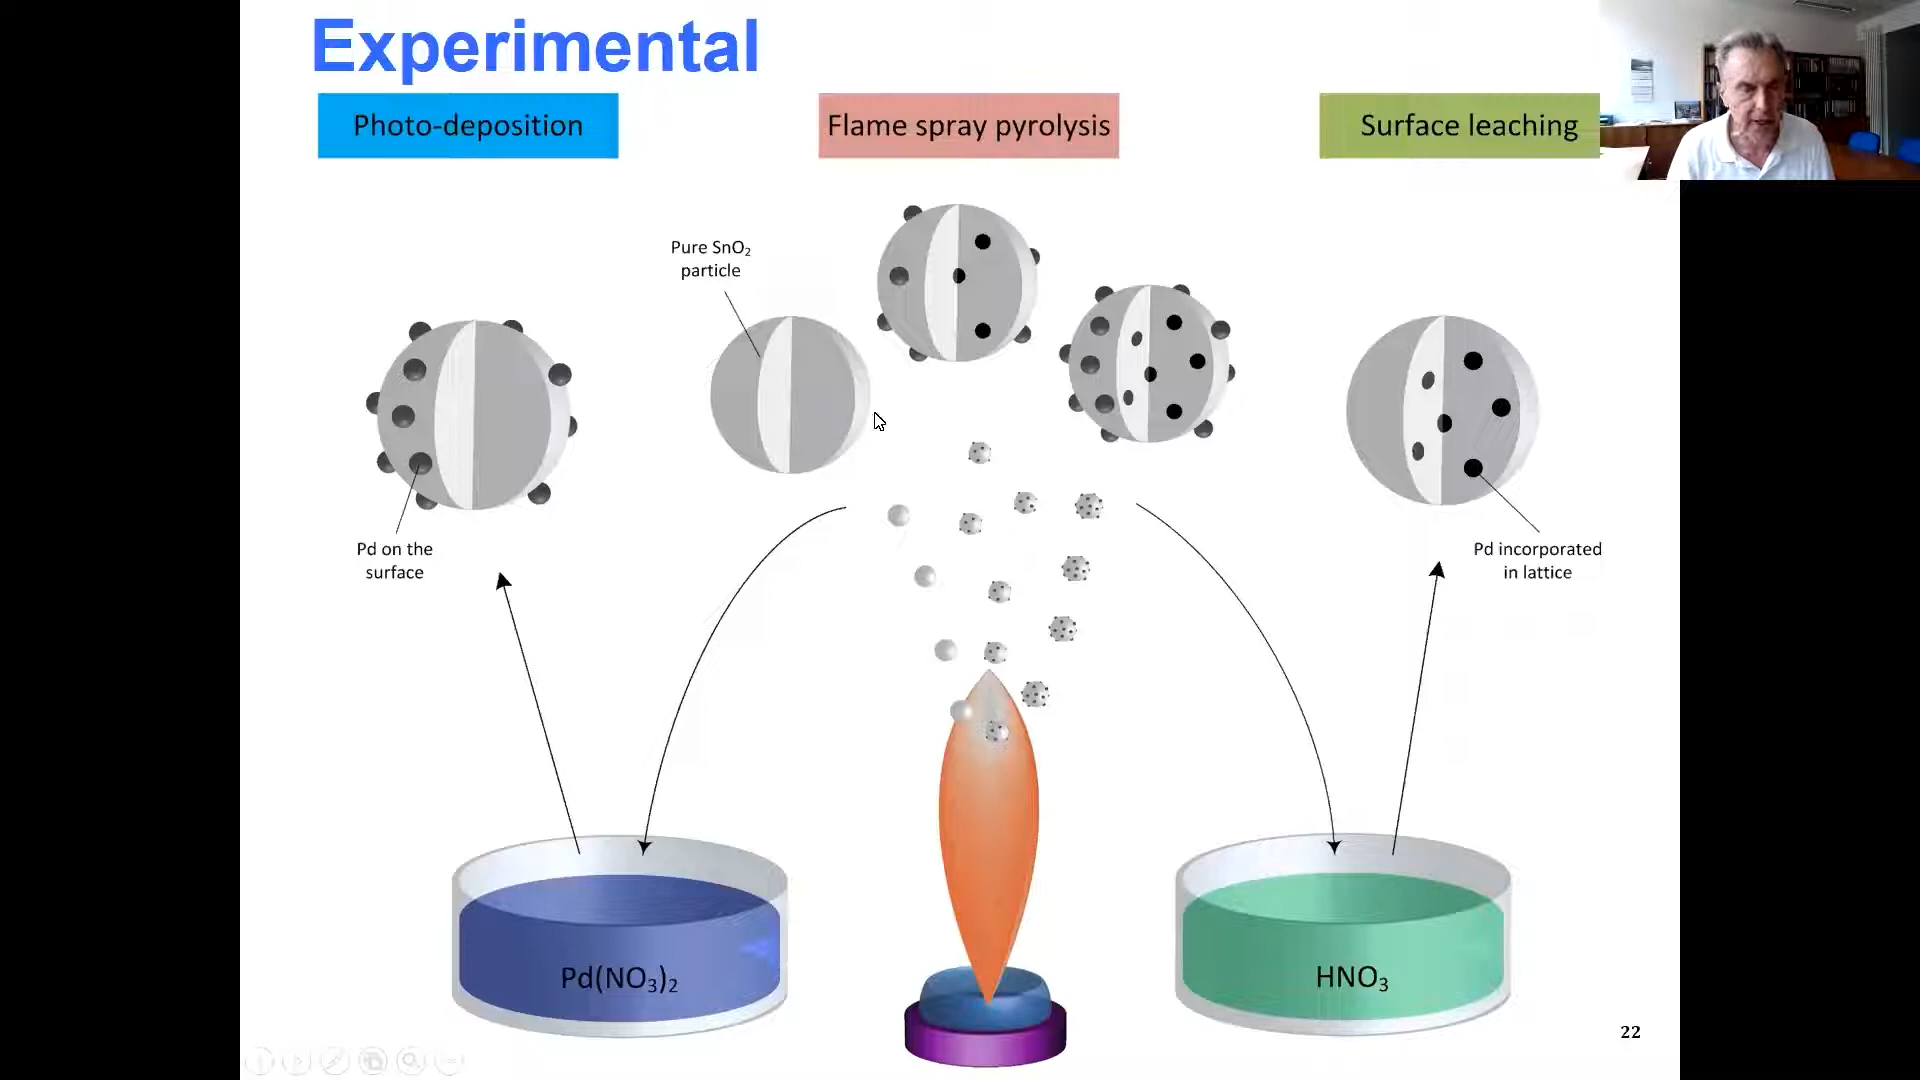 Experimental
Photo-deposition
Flame spray pyrolysis
Surface leaching
Pure SnO₂
particle
Pd on the
surface
Pd incorporated
in lattice
Pd(NO₃)₂
HNO₃
22